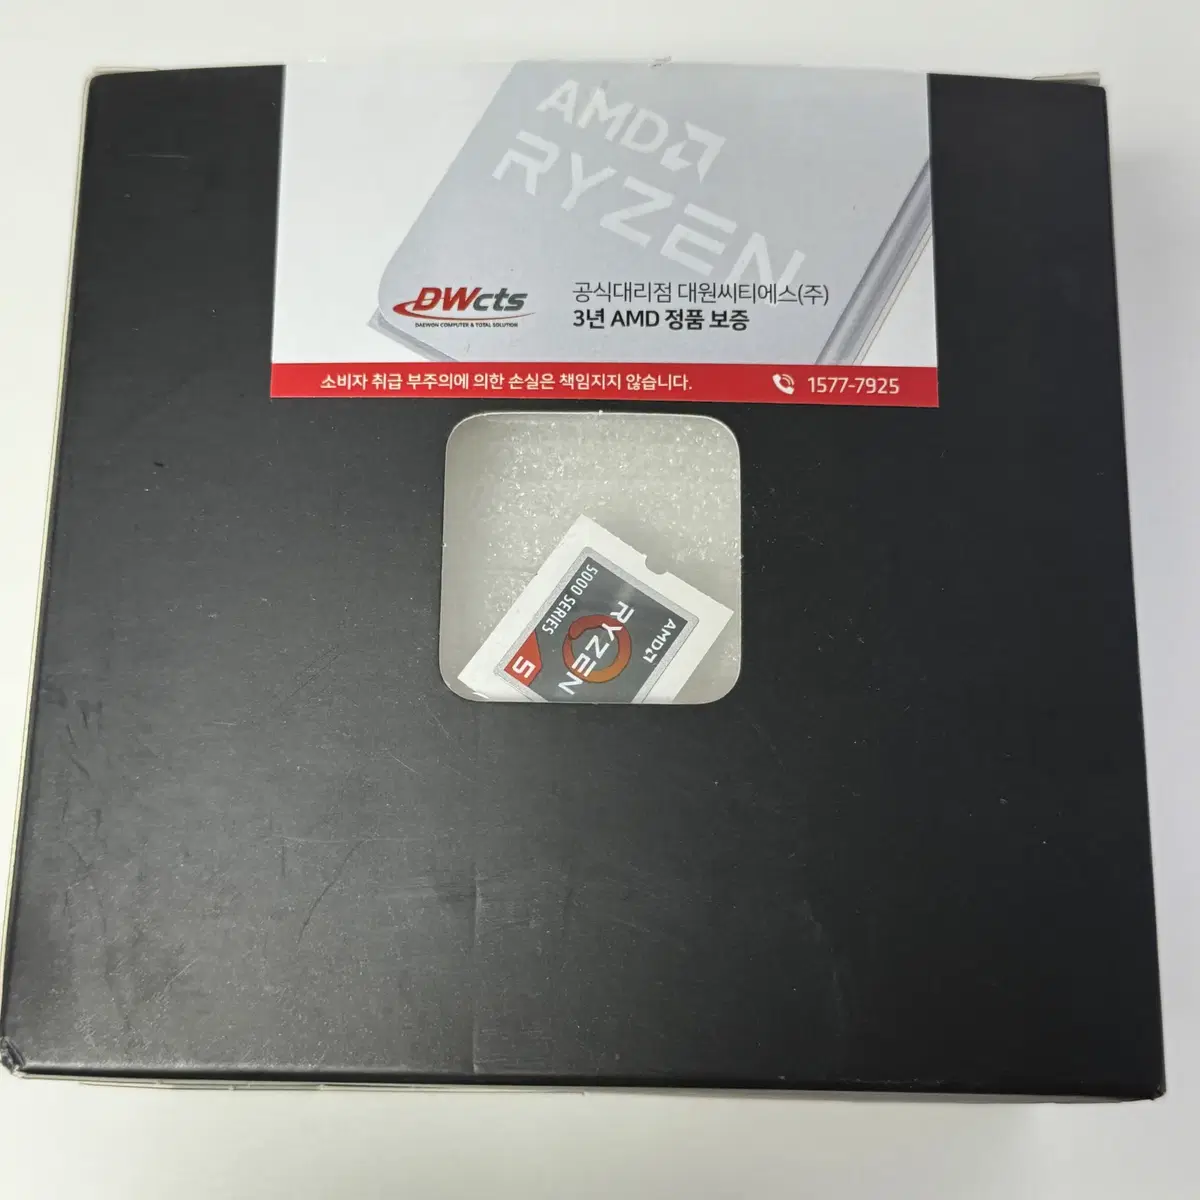 AMD
RYZEN
DWcts
DAEWON COMPUTER & TOTAL SOLUTION
공식대리점 대원씨티에스(주)
3년 AMD 정품 보증
소비자 취급 부주의에 의한 손실은 책임지지 않습니다.
1577-7925
AMD
RYZEN
5000 SERIES
5